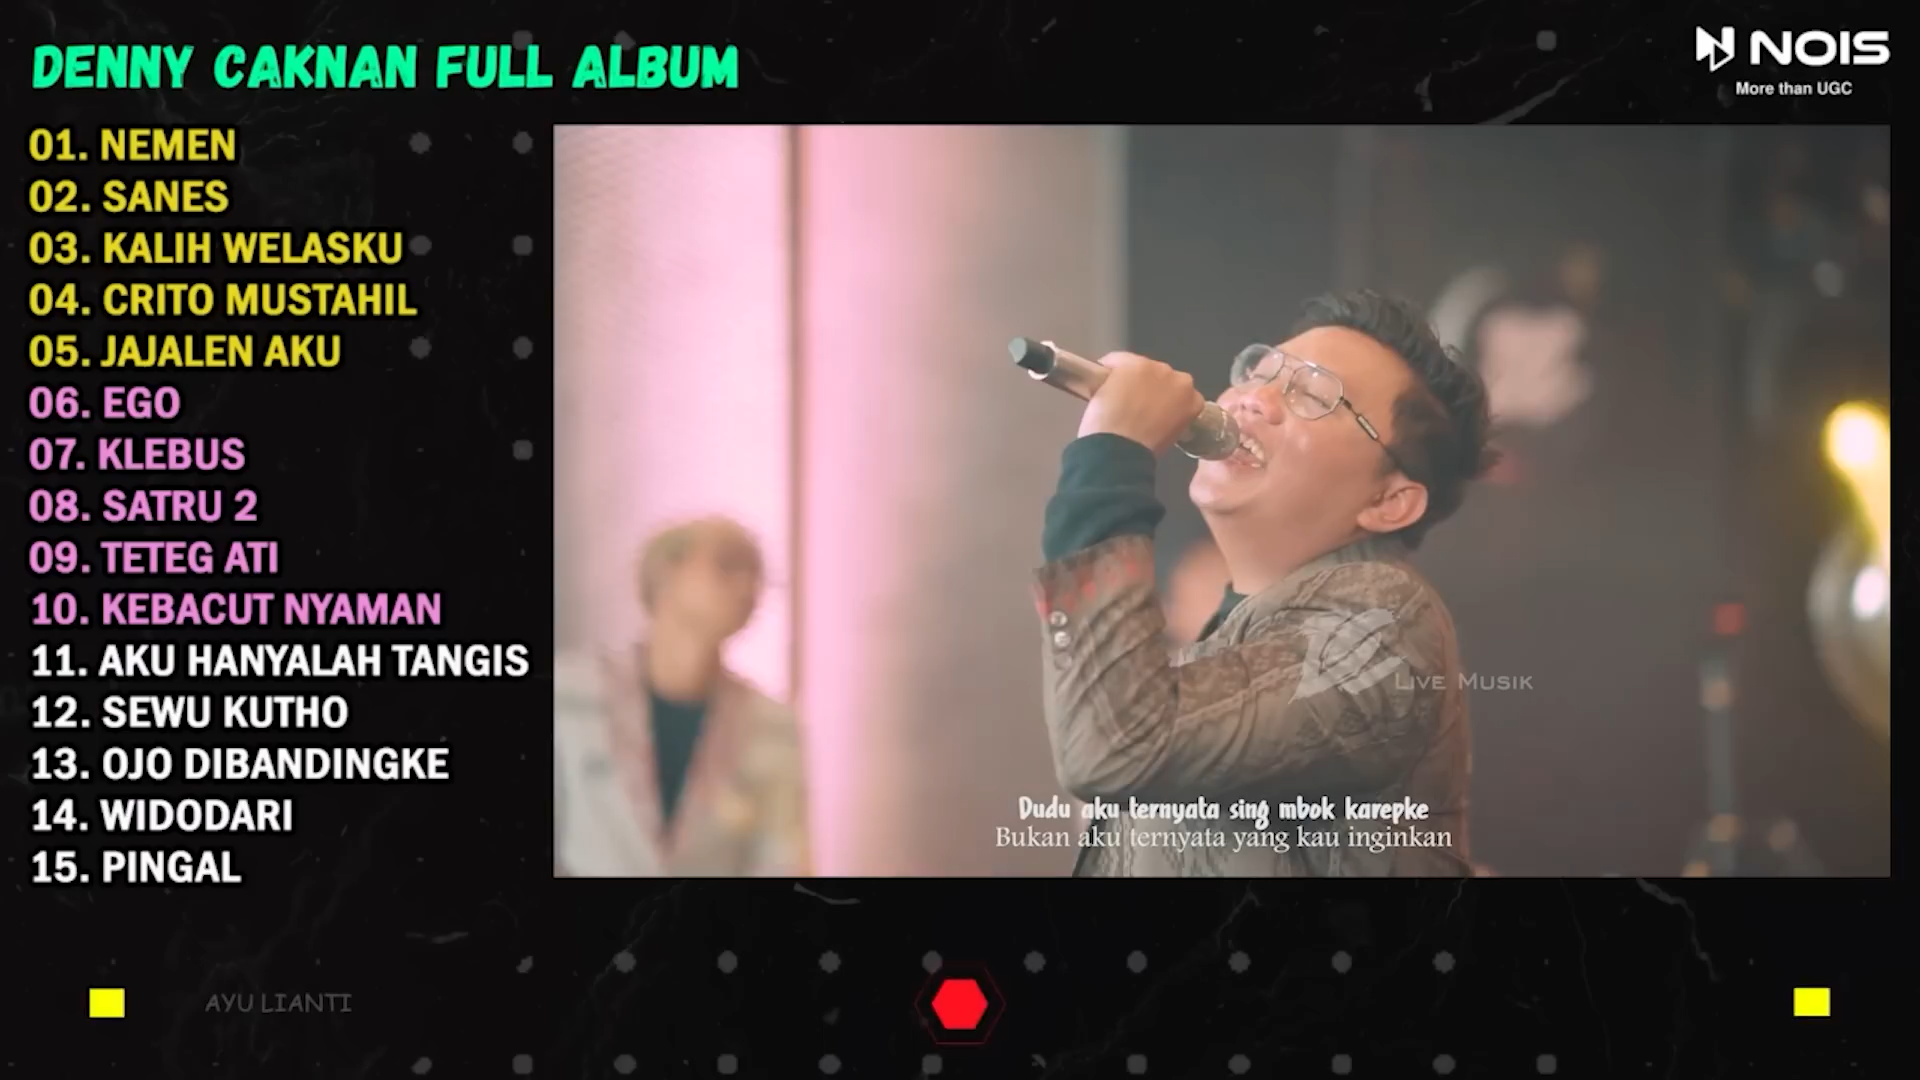 DENNY CAKNAN FULL ALBUM
NOIS
More than UGC
01. NEMEN
02. SANES
03. KALIH WELASKU
04. CRITO MUSTAHIL
05. JAJALEN AKU
06. EGO
07. KLEBUS
08. SATRU 2
09. TETEG ATI
10. KEBACUT NYAMAN
11. AKU HANYALAH TANGIS
12. SEWU KUTHO
13. OJO DIBANDINGKE
14. WIDODARI
15. PINGAL
LIVE MUSIK
Dudu aku ternyata sing mbok karepke
Bukan aku ternyata yang kau inginkan
AYU LIANTI